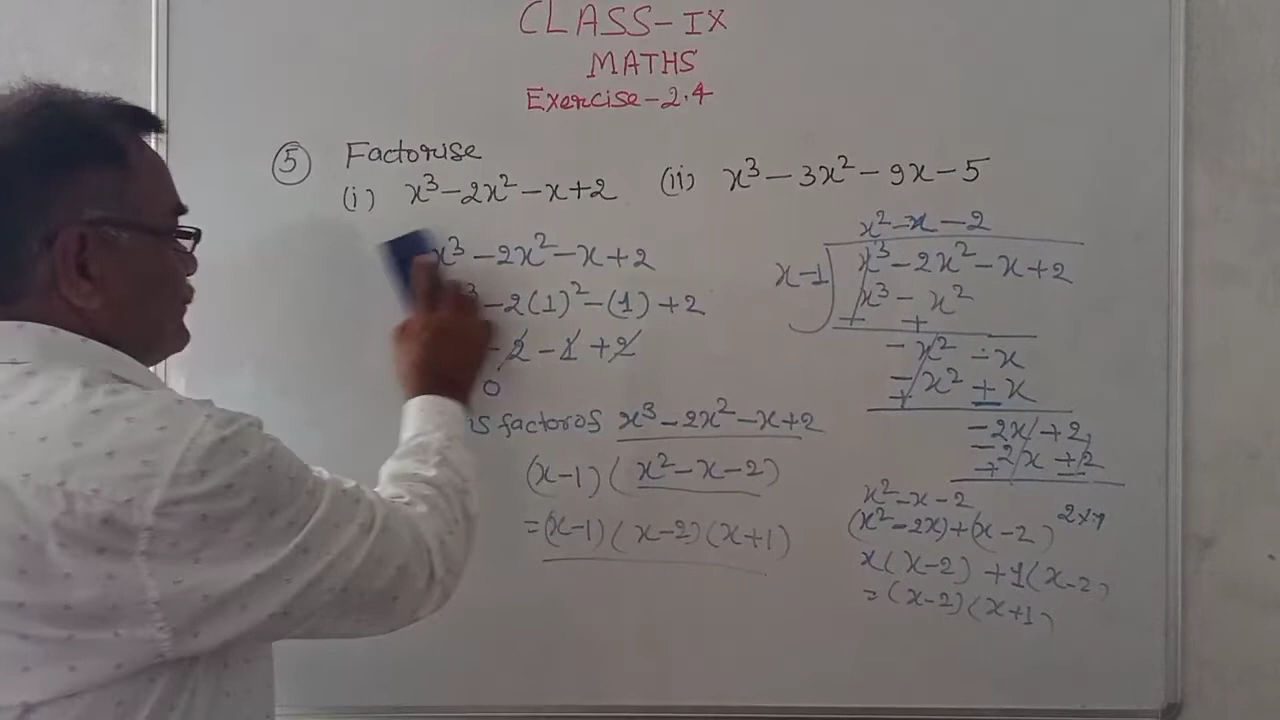 CLASS-IX
MATHS
Exercise-2.4
5 Factorise
(i) x³-2x²-x+2 (ii) x³-3x²-9x-5
x³-2x²-x+2
³-2(1)²-(1)+2
-2-1+2
0
is factor of x³-2x²-x+2
(x-1)(x²-x-2)
=(x-1)(x-2)(x+1)
x²-x-2
x-1) x³-2x²-x+2
x³-x²
- +
-x²-x
-x²+x
+ -
-2x+2
-2x+2
+ -
x²-x-2
(x²-2x)+(x-2) 2×1
x(x-2)+1(x-2)
=(x-2)(x+1)